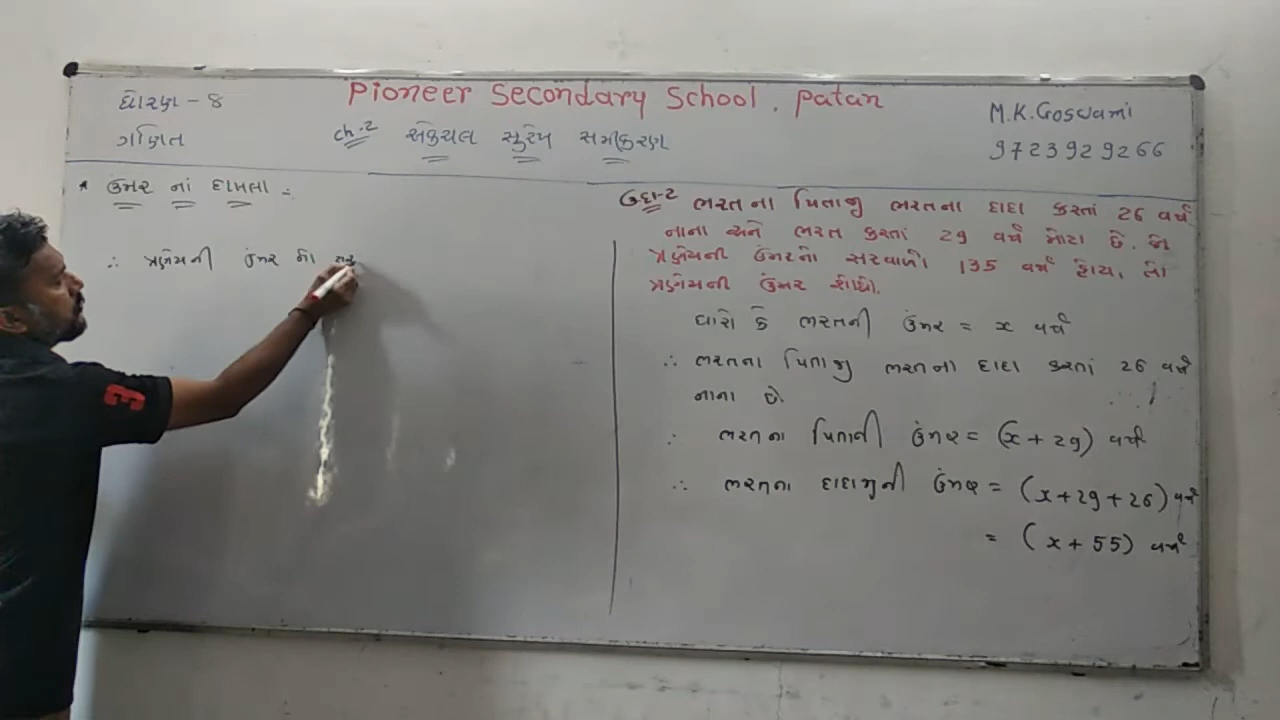 Pioneer Secondary School, Patan
ધોરણ - 8
ગણિત
ch.2 એકચલ સુરેખ સમીકરણ
M.K.Goswami
9723929266
* ઉંમર નાં દાખલા :
∴ ત્રણેયની ઉંમર નો સર
ઉદા-2 ભરતના પિતાજી ભરતના દાદા કરતાં 26 વર્ષ
નાના અને ભરત કરતાં 29 વર્ષ મોટા છે. જો
ત્રણેયની ઉંમરનો સરવાળો 135 વર્ષ હોય, તો
ત્રણેયની ઉંમર શોધો.
ધારો કે ભરતની ઉંમર = x વર્ષ
∴ ભરતના પિતાજી ભરતના દાદા કરતાં 26 વર્ષ
નાના છે.
∴ ભરતના પિતાની ઉંમર = (x + 29) વર્ષ
∴ ભરતના દાદાજીની ઉંમર = (x+29+26) વર્ષ
= (x + 55) વર્ષ
E